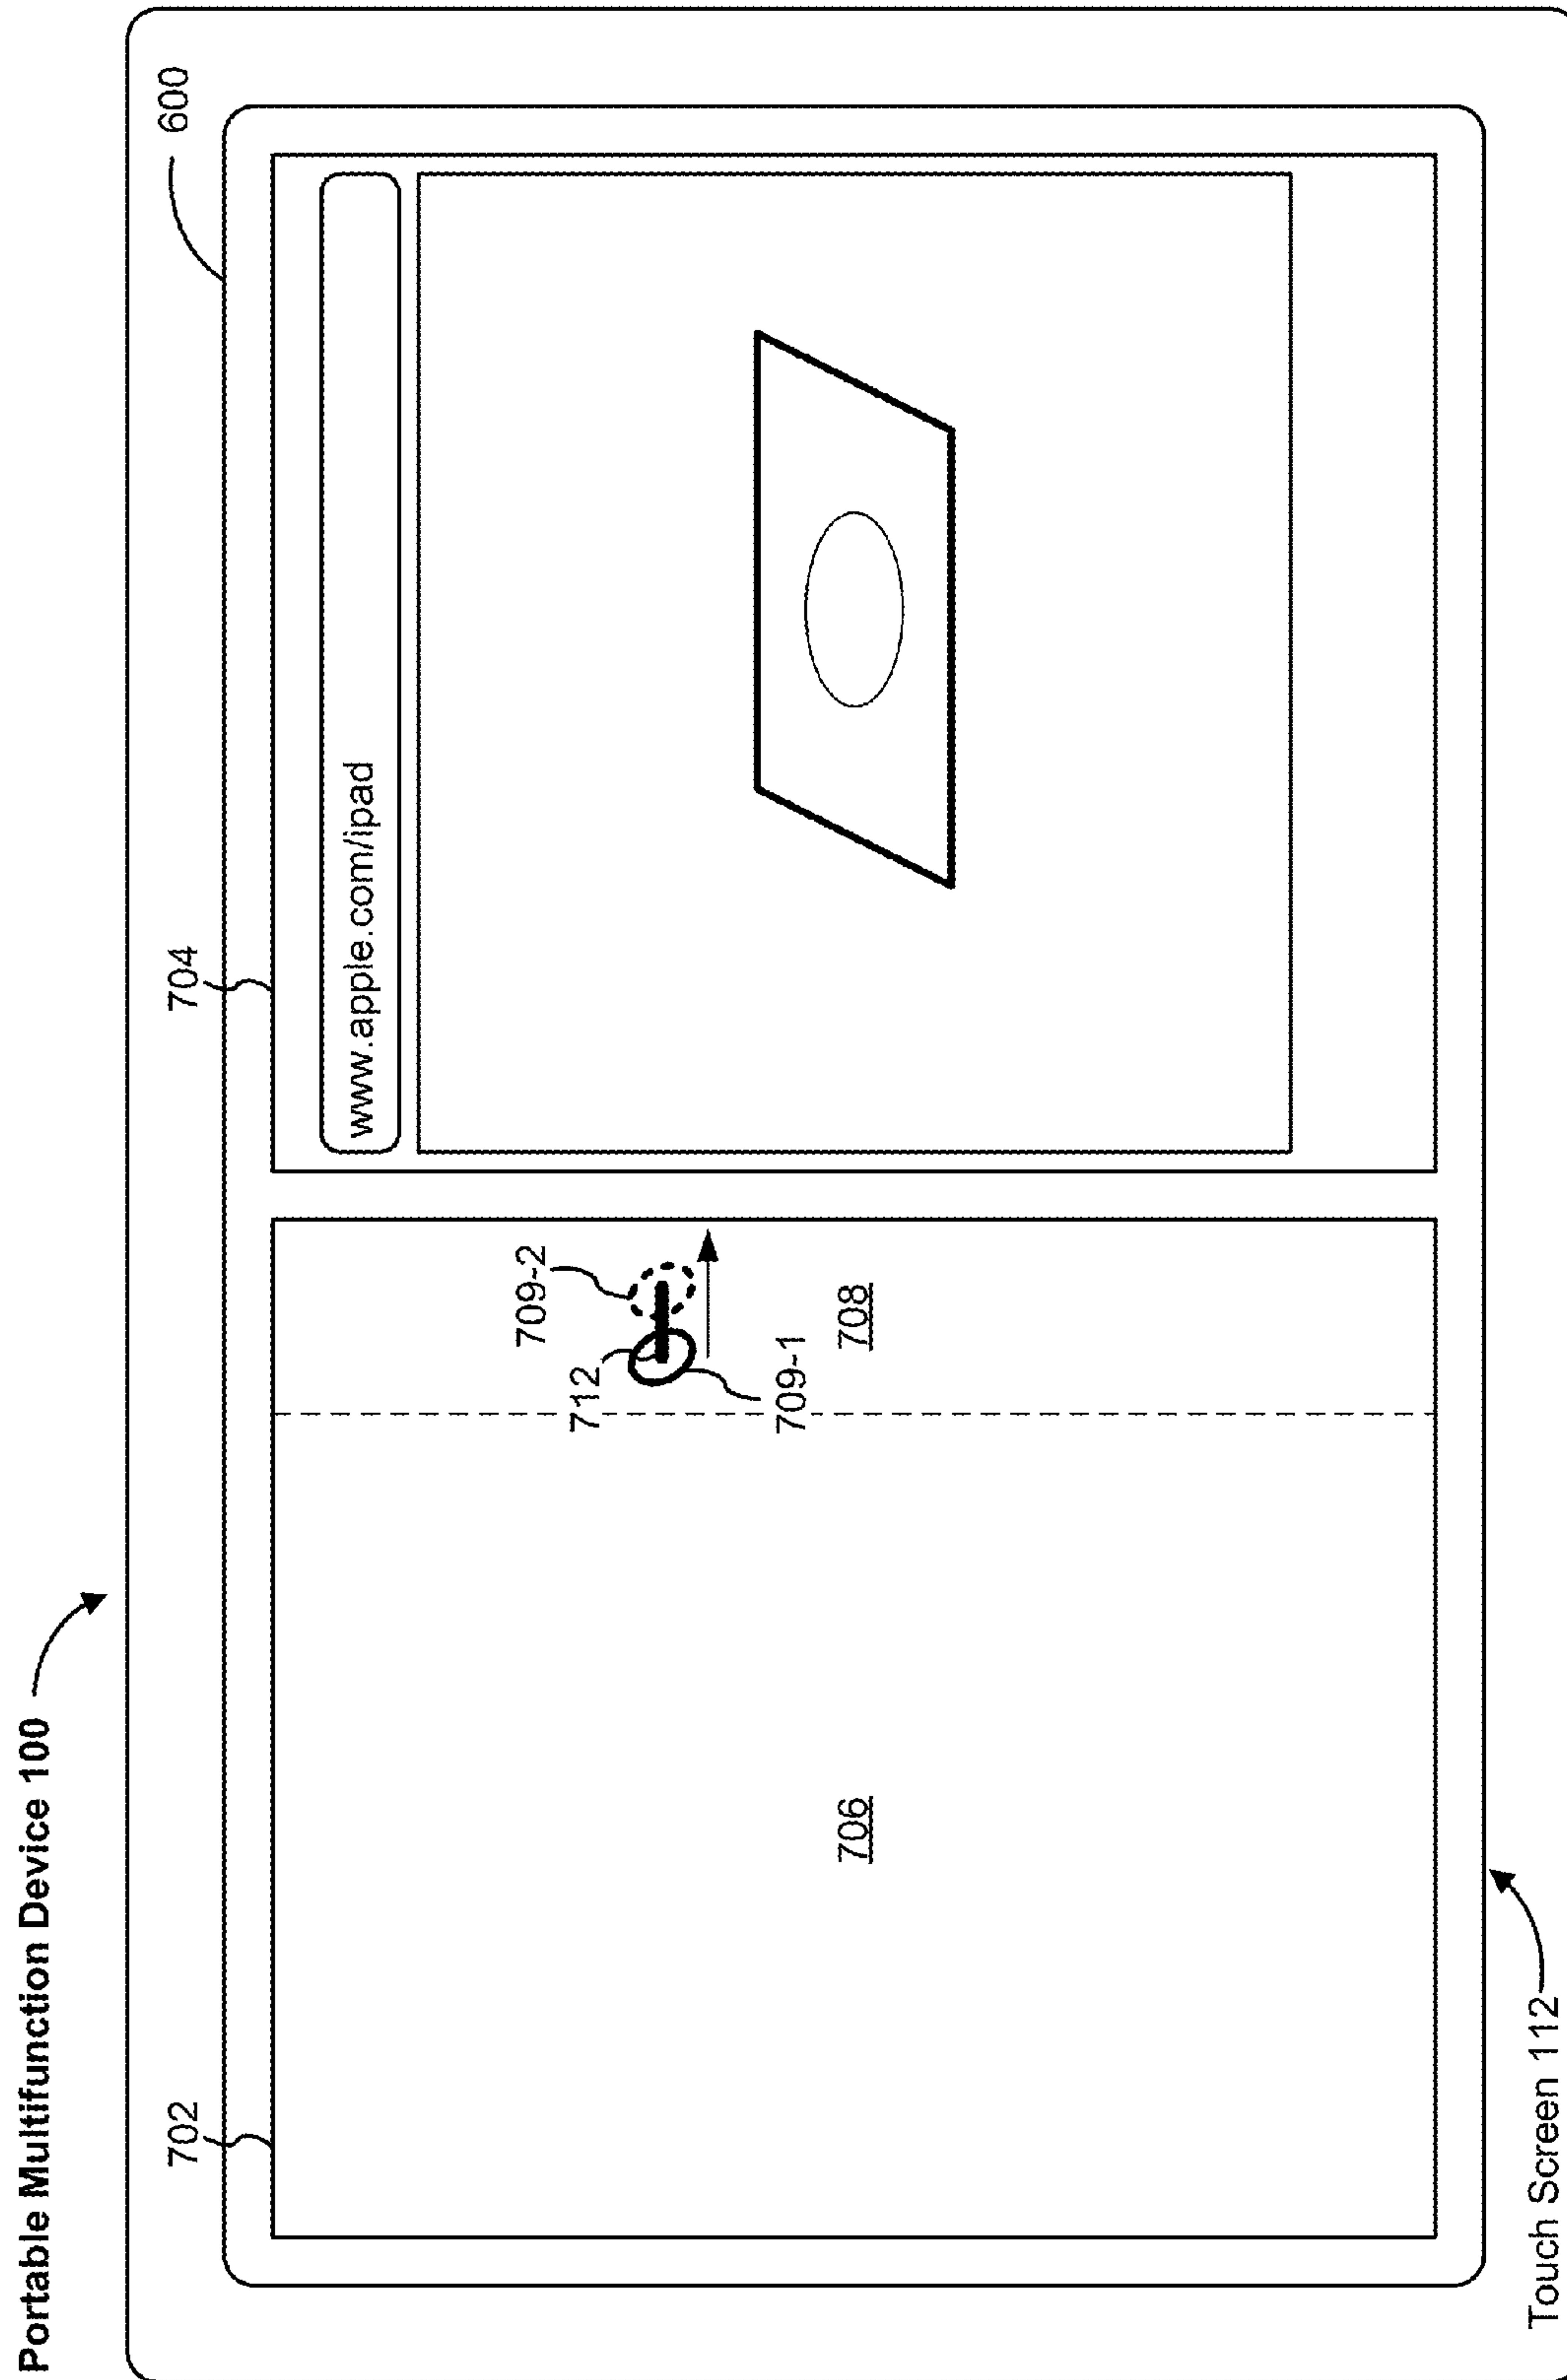 Portable Multifunction Device 100
600
702
704
www.apple.com/ipad
709-2
712
709-1
706
708
Touch Screen 112